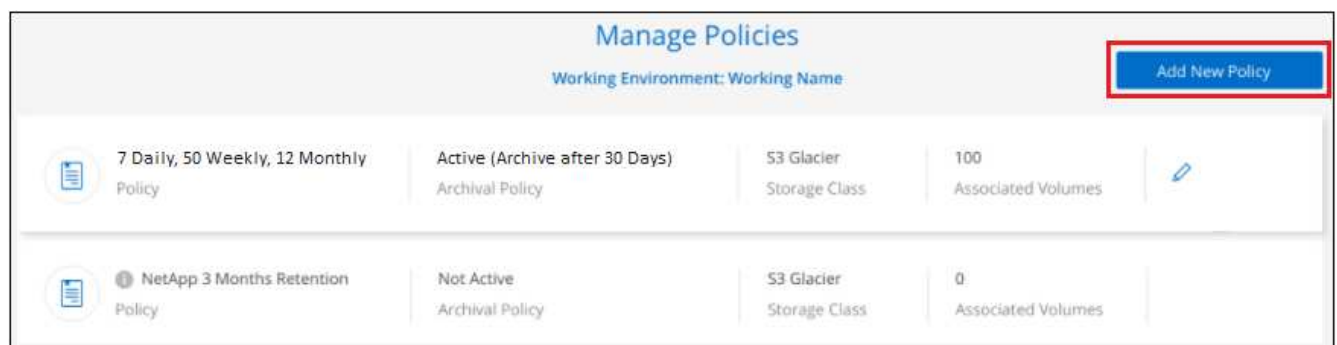 Manage Policies
Working Environment: Working Name
Add New Policy
7 Daily, 50 Weekly, 12 Monthly
Policy
Active (Archive after 30 Days)
Archival Policy
S3 Glacier
Storage Class
100
Associated Volumes
NetApp 3 Months Retention
Policy
Not Active
Archival Policy
S3 Glacier
Storage Class
0
Associated Volumes